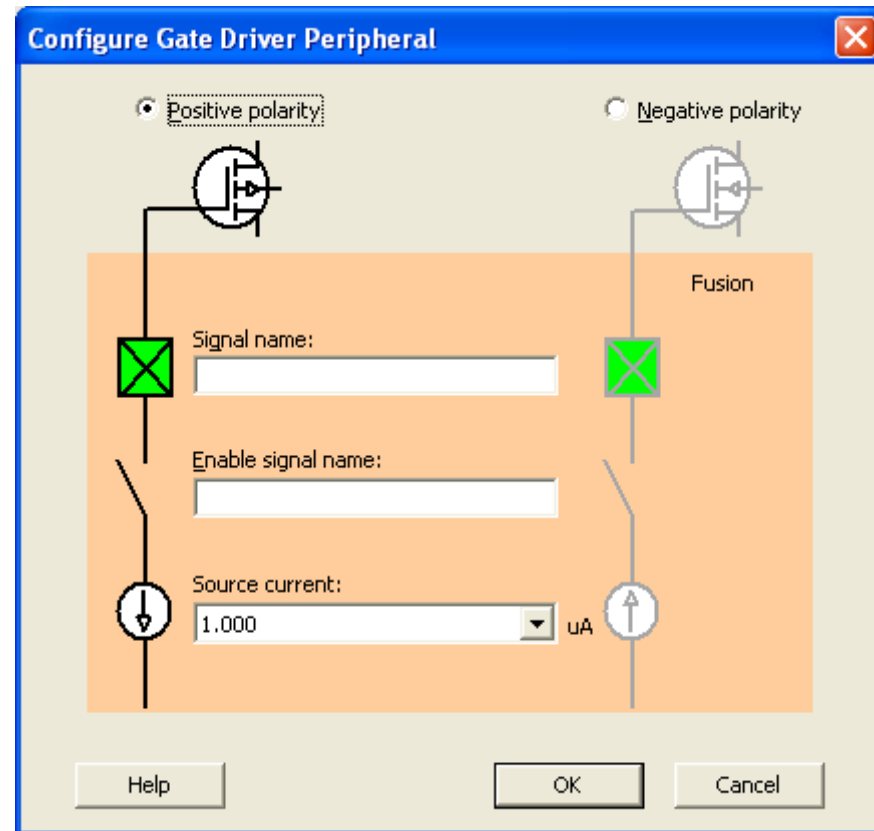 Configure Gate Driver Peripheral
Positive polarity
Negative polarity
Fusion
Signal name:
Enable signal name:
Source current:
1.000
uA
Help
OK
Cancel